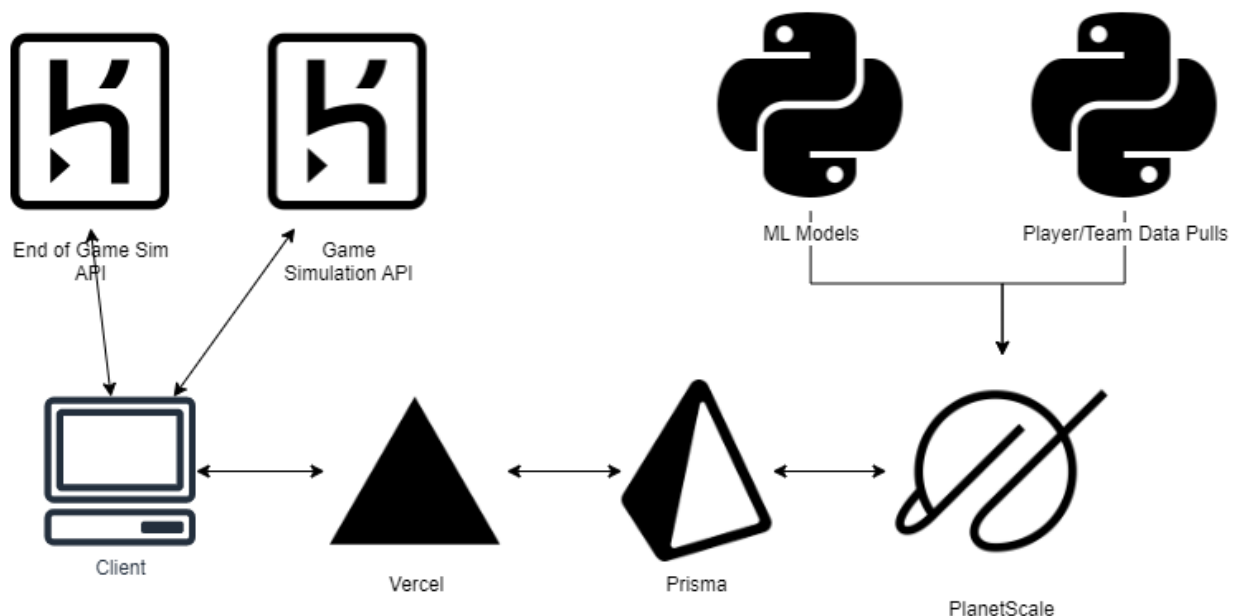 End of Game Sim
API
Game
Simulation API
ML Models
Player/Team Data Pulls
Client
Vercel
Prisma
PlanetScale